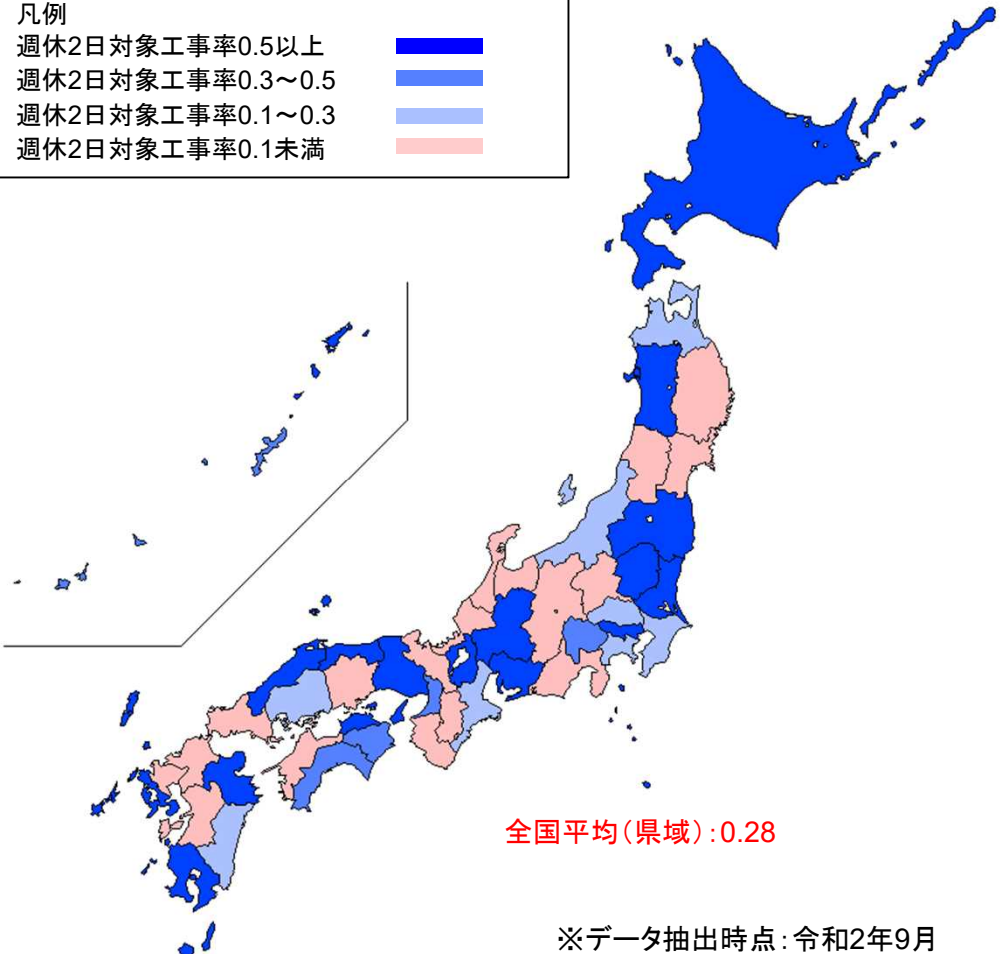 凡例
週休2日対象工事率0.5以上
週休2日対象工事率0.3～0.5
週休2日対象工事率0.1～0.3
週休2日対象工事率0.1未満
全国平均（県域）：0.28
※データ抽出時点：令和2年9月